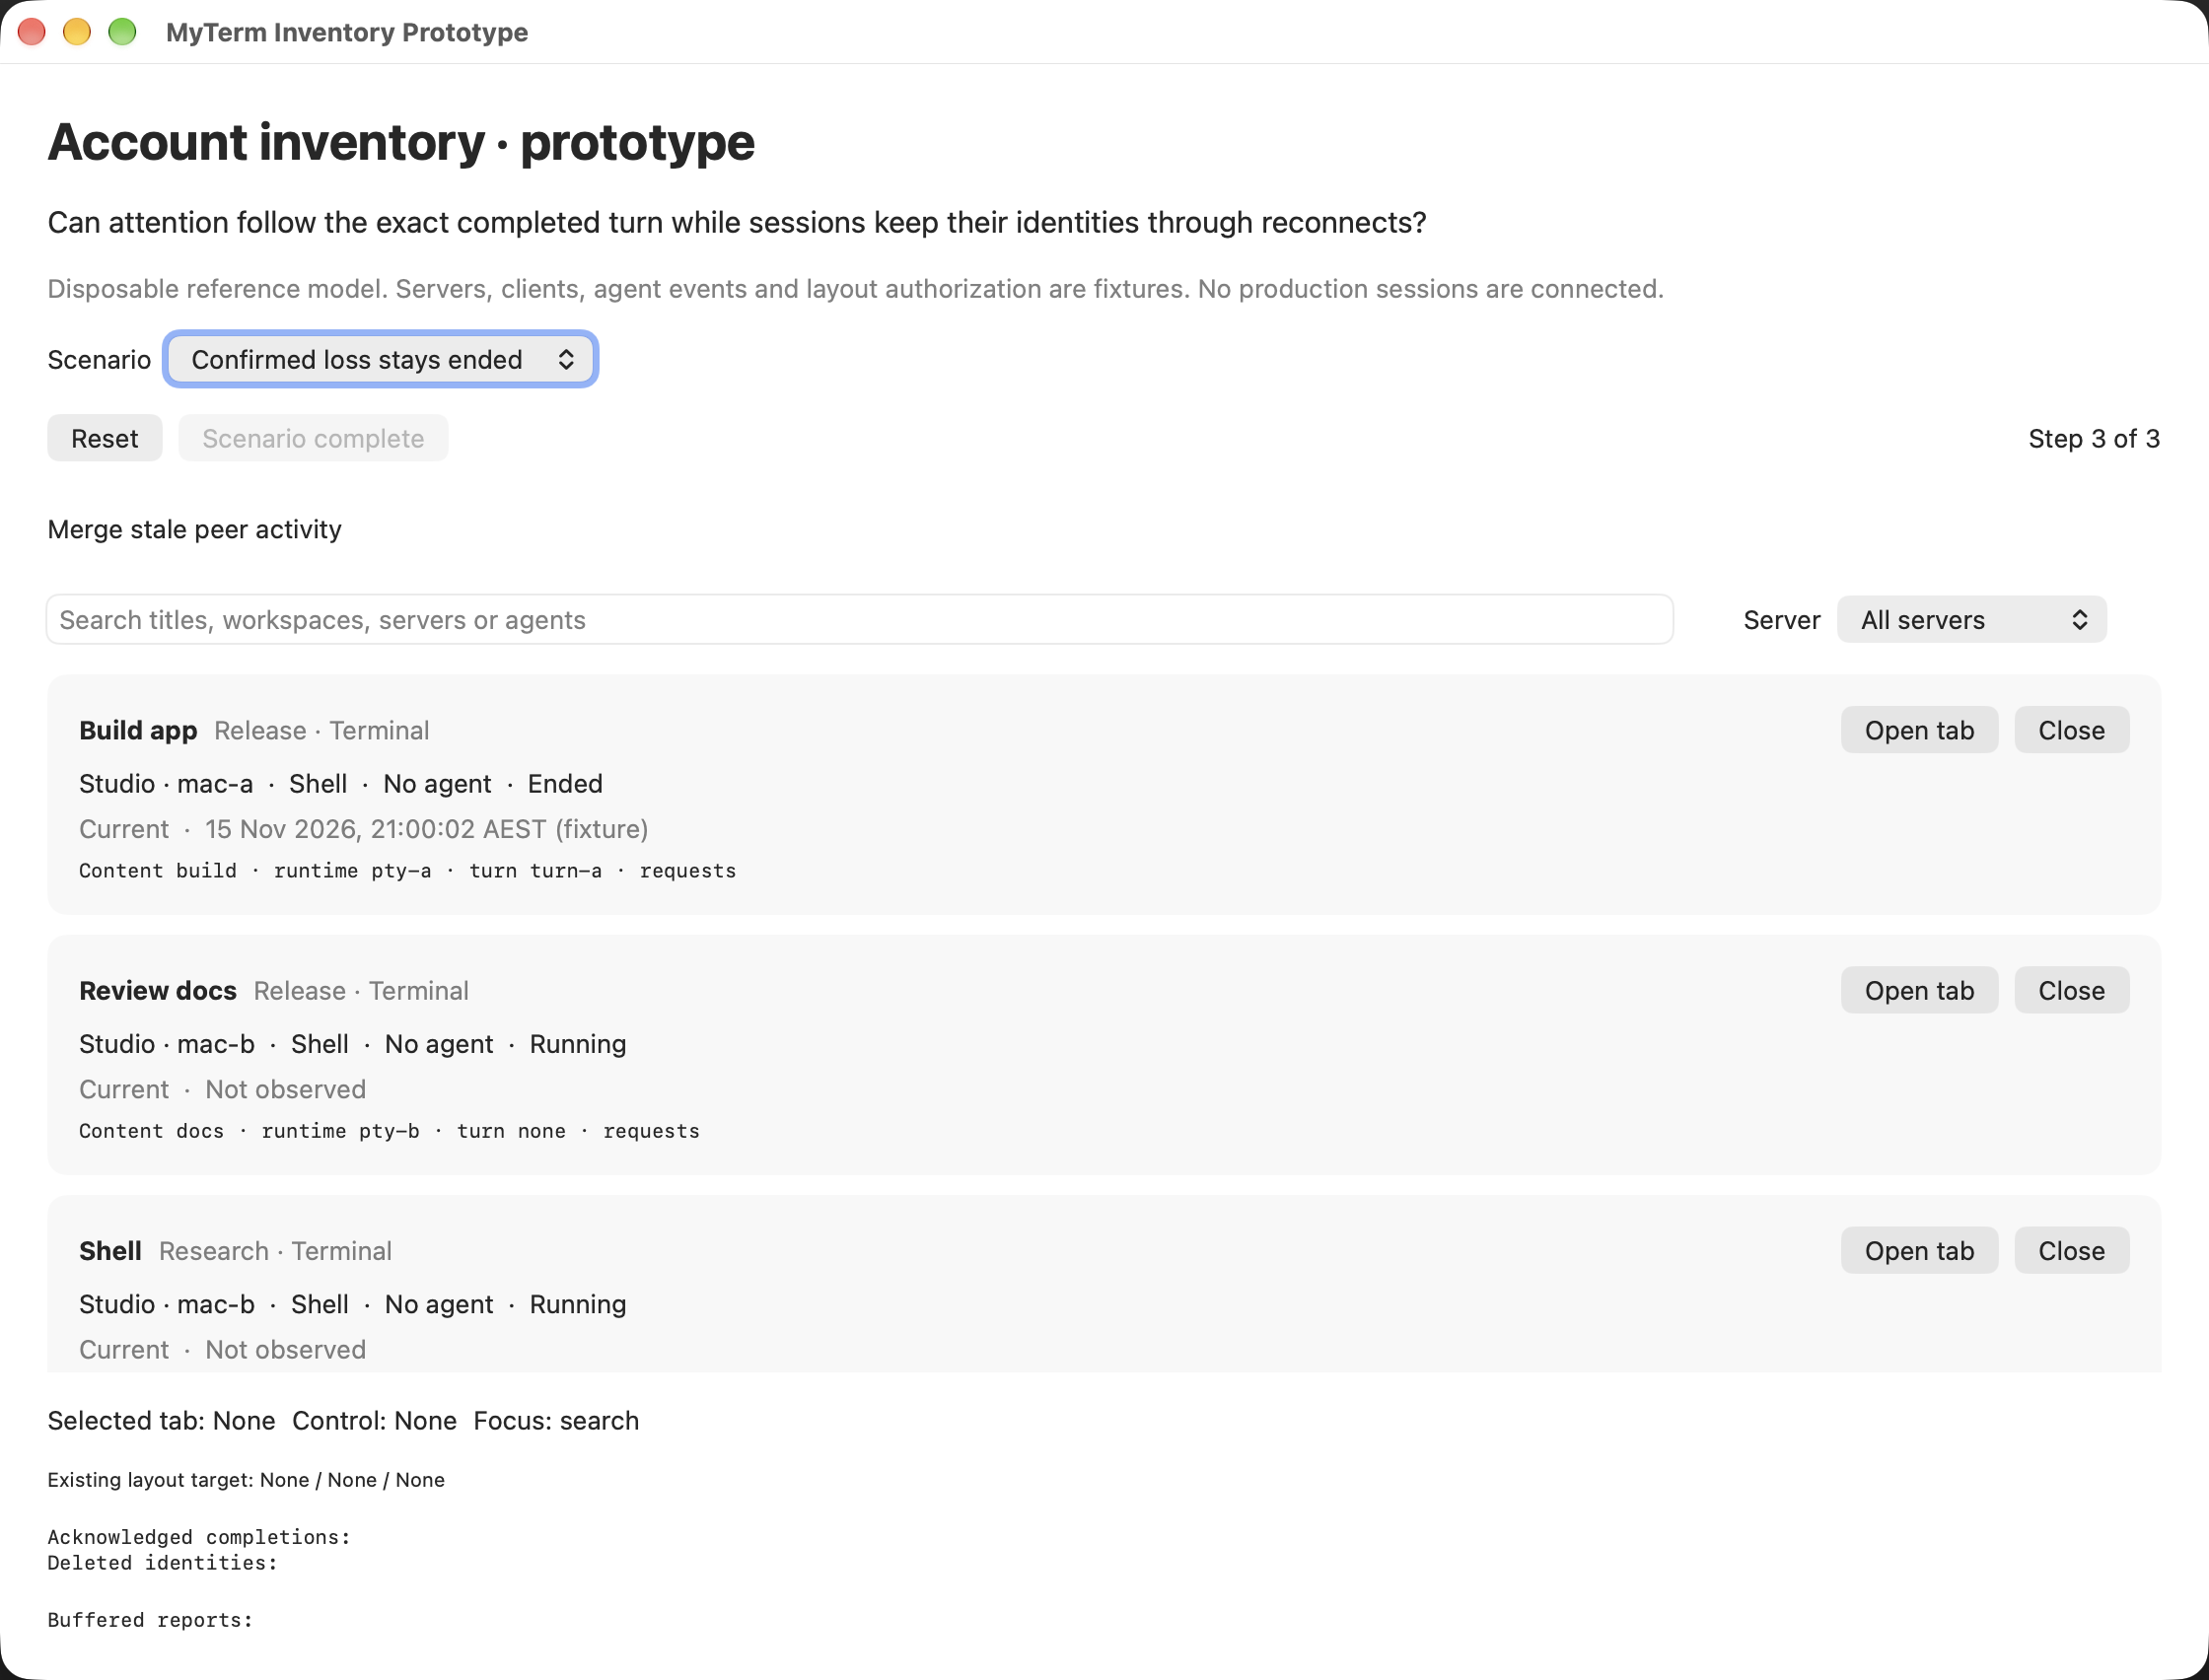 MyTerm Inventory Prototype
Account inventory · prototype
Can attention follow the exact completed turn while sessions keep their identities through reconnects?
Disposable reference model. Servers, clients, agent events and layout authorization are fixtures. No production sessions are connected.
Scenario Confirmed loss stays ended
Reset Scenario complete Step 3 of 3
Merge stale peer activity
Search titles, workspaces, servers or agents Server All servers
Build app Release · Terminal Open tab Close
Studio · mac-a · Shell · No agent · Ended
Current · 15 Nov 2026, 21:00:02 AEST (fixture)
Content build · runtime pty-a · turn turn-a · requests
Review docs Release · Terminal Open tab Close
Studio · mac-b · Shell · No agent · Running
Current · Not observed
Content docs · runtime pty-b · turn none · requests
Shell Research · Terminal Open tab Close
Studio · mac-b · Shell · No agent · Running
Current · Not observed
Selected tab: None Control: None Focus: search
Existing layout target: None / None / None
Acknowledged completions:
Deleted identities:
Buffered reports: